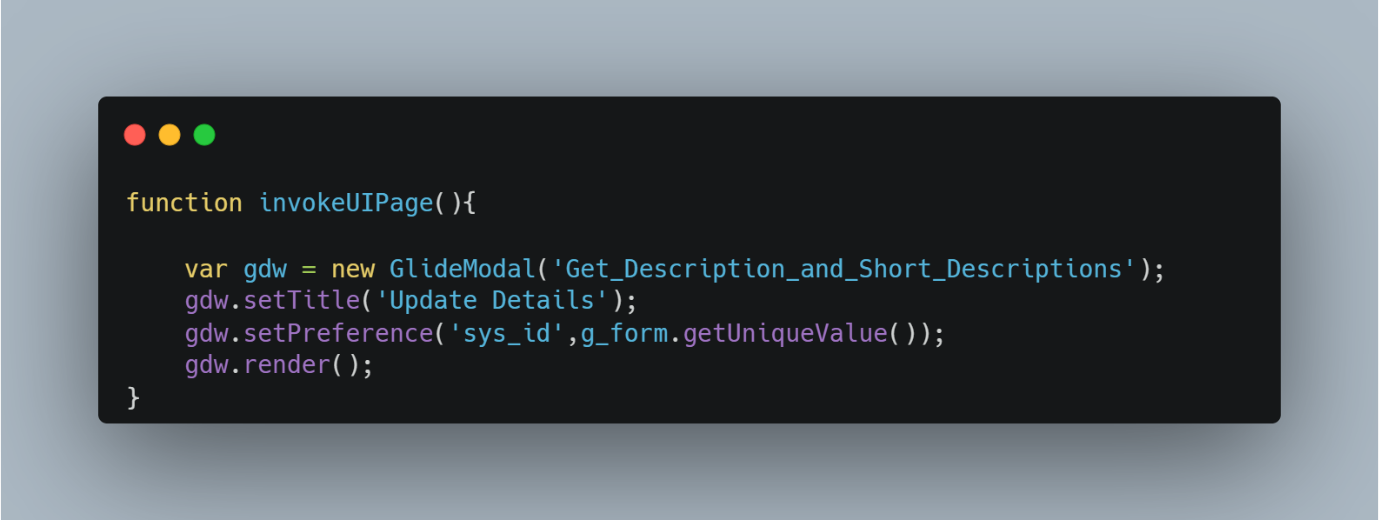 function invokeUIPage(){
    var gdw = new GlideModal('Get_Description_and_Short_Descriptions');
    gdw.setTitle('Update Details');
    gdw.setPreference('sys_id',g_form.getUniqueValue());
    gdw.render();
}